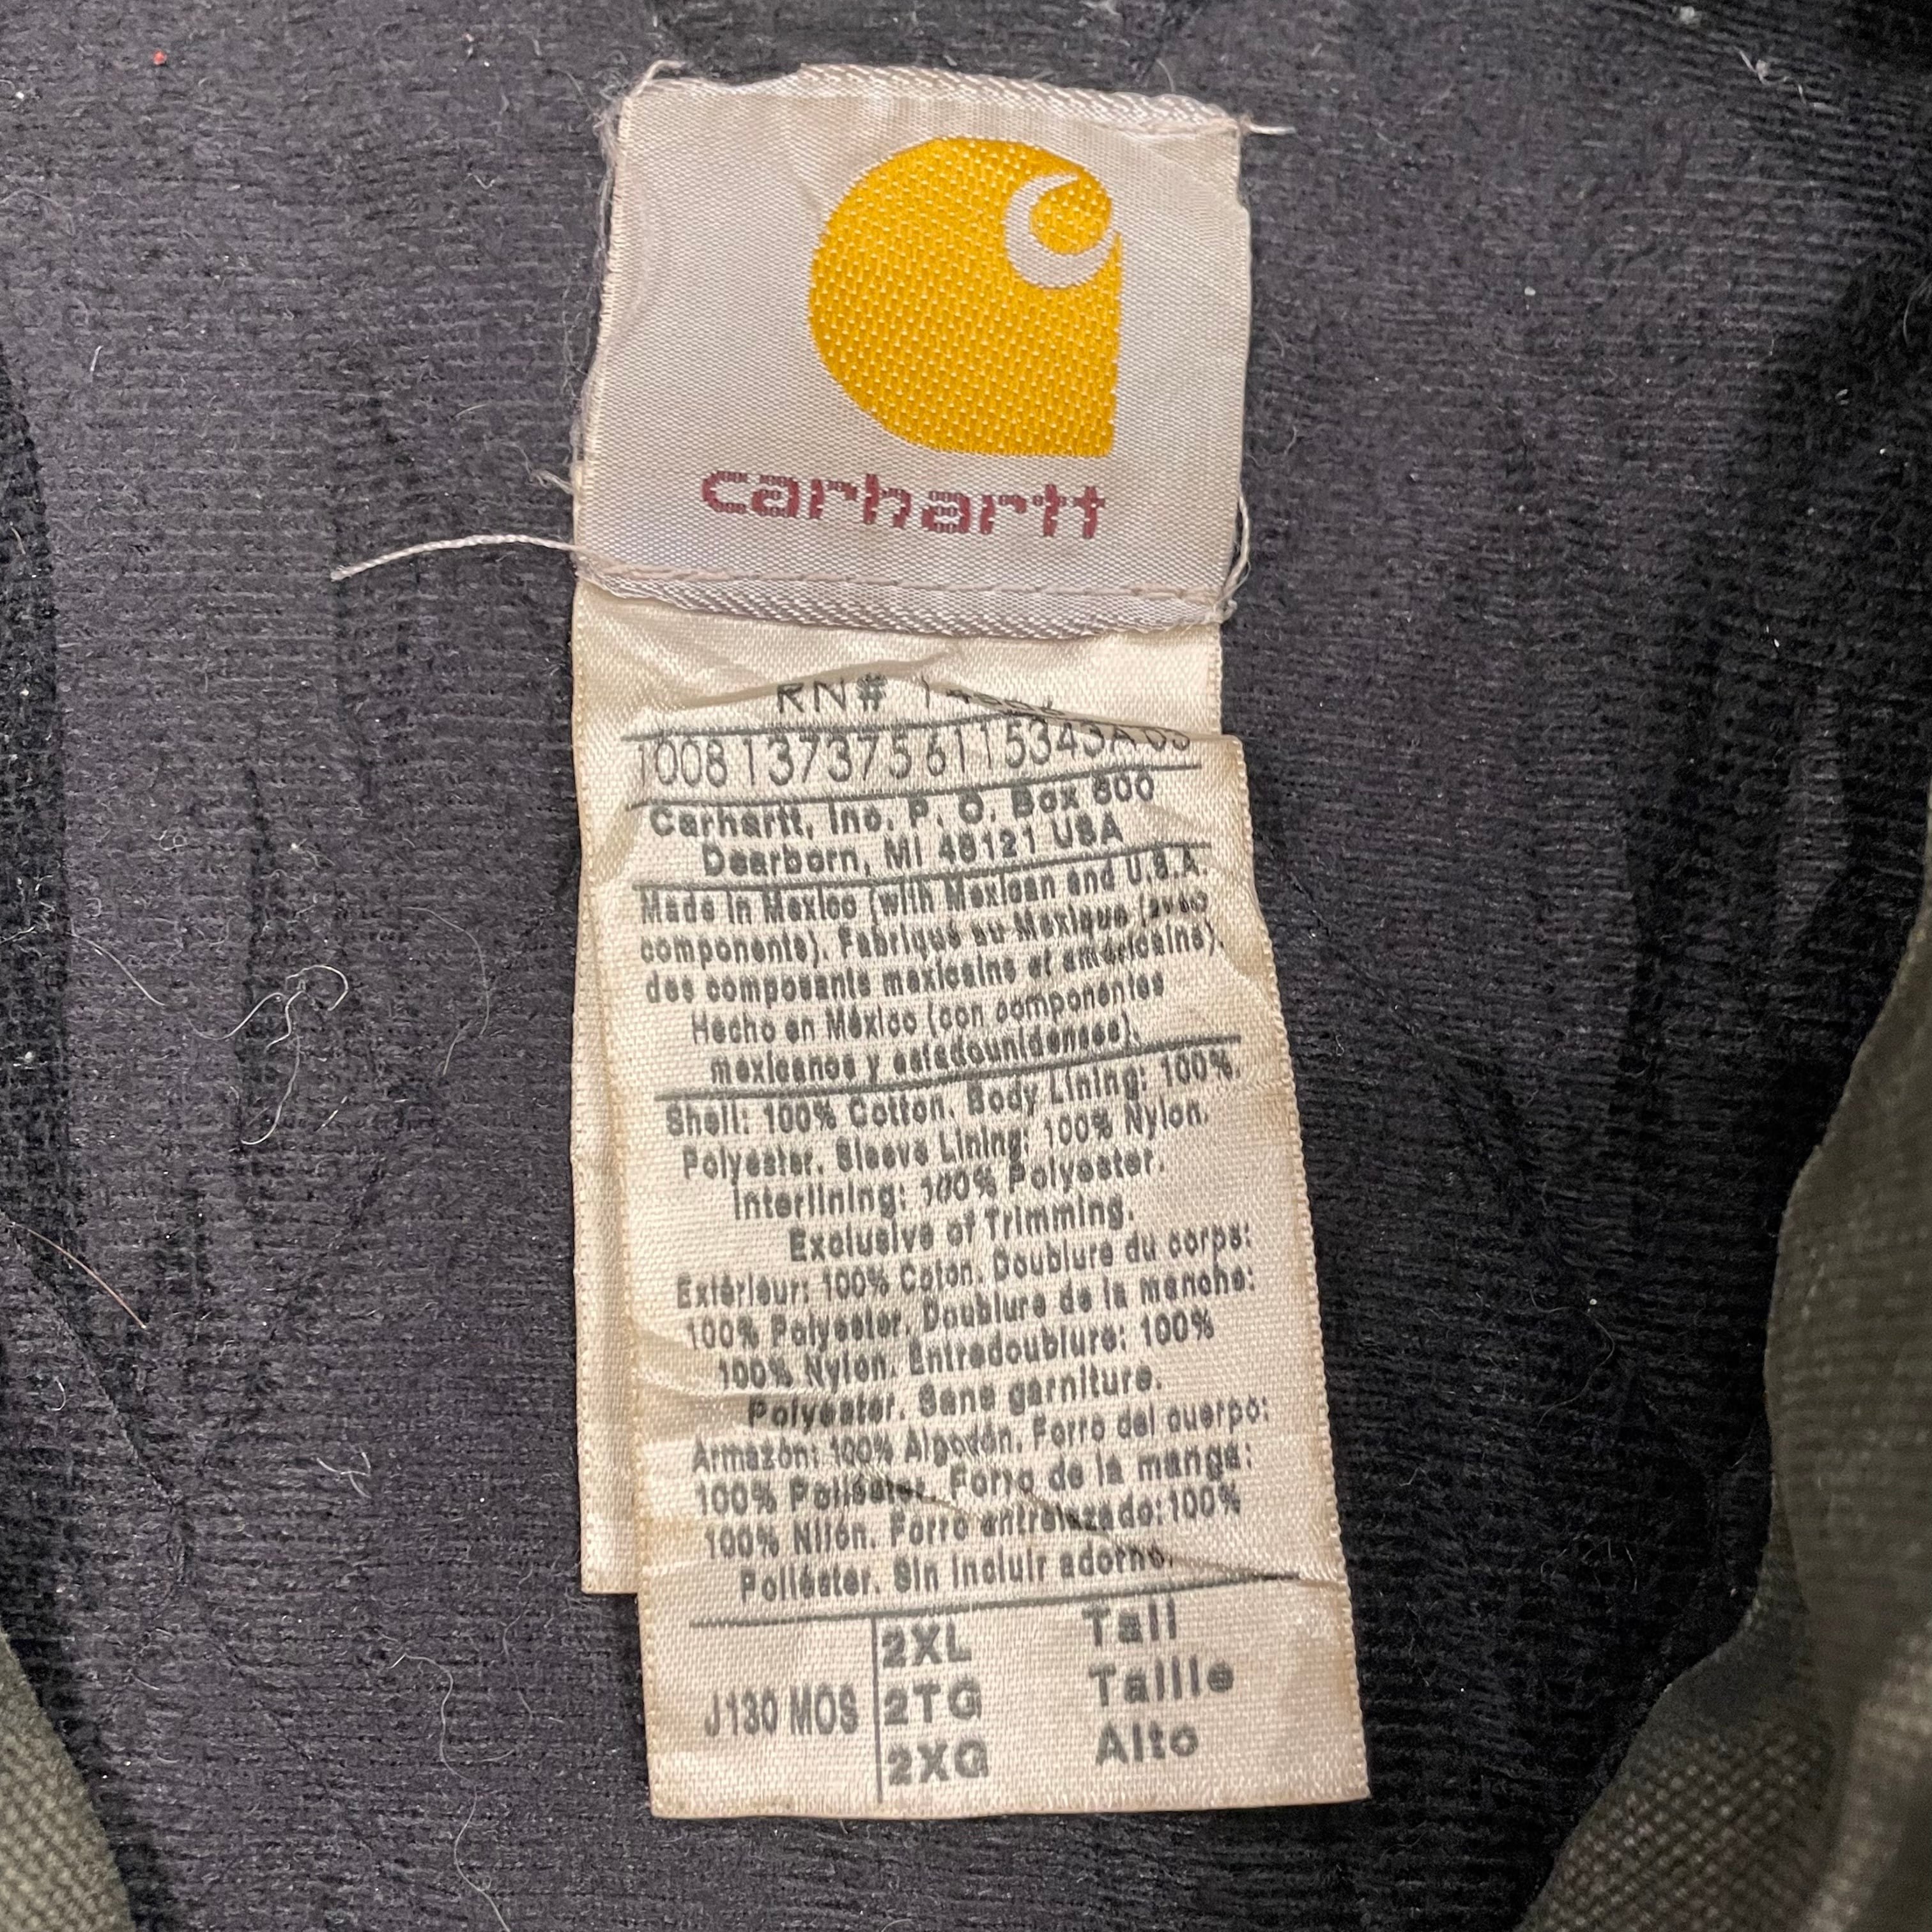 carhartt
RN#
1008137375611534
Carhartt, Inc. P. O. Box 600
Dearborn, MI 48121 USA
Made in Mexico (with Mexican and U.S.A.
components). Fabriqué au Mexique (avec
des composants mexicains et américains).
Hecho en México (con componentes
mexicanos y estadounidenses).
Shell: 100% Cotton. Body Lining: 100%
Polyester. Sleeve Lining: 100% Nylon.
Interlining: 100% Polyester.
Exclusive of Trimming.
Extérieur: 100% Coton. Doublure du corps:
100% Polyester. Doublure de la manche:
100% Nylon. Entredoublure: 100%
Polyester. Sans garniture.
Armazón: 100% Algodón. Forro del cuerpo:
100% Poliéster. Forro de la manga:
100% Nilón. Forro entrelazado: 100%
Poliéster. Sin incluir adorno.
J130 MOS
2XL Tall
2TG Taille
2XG Alto